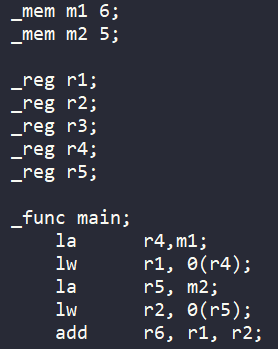 _mem m1 6;
_mem m2 5;
_reg r1;
_reg r2;
_reg r3;
_reg r4;
_reg r5;
_func main;
la r4,m1;
lw r1, 0(r4);
la r5, m2;
lw r2, 0(r5);
add r6, r1, r2;